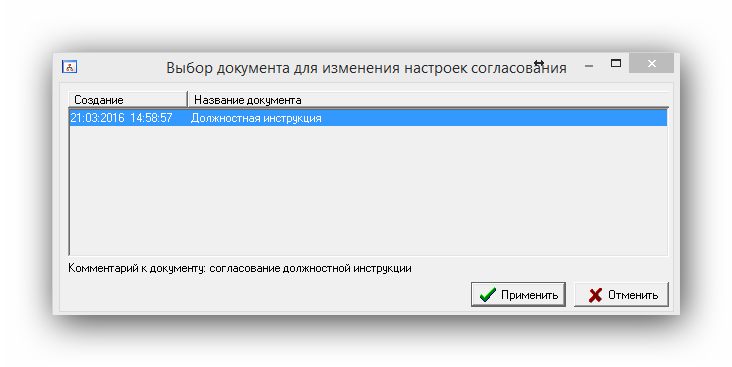 Выбор документа для изменения настроек согласования
Создание Название документа
21:03:2016 14:58:57 Должностная инструкция
Комментарий к документу: согласование должностной инструкции
Применить Отменить